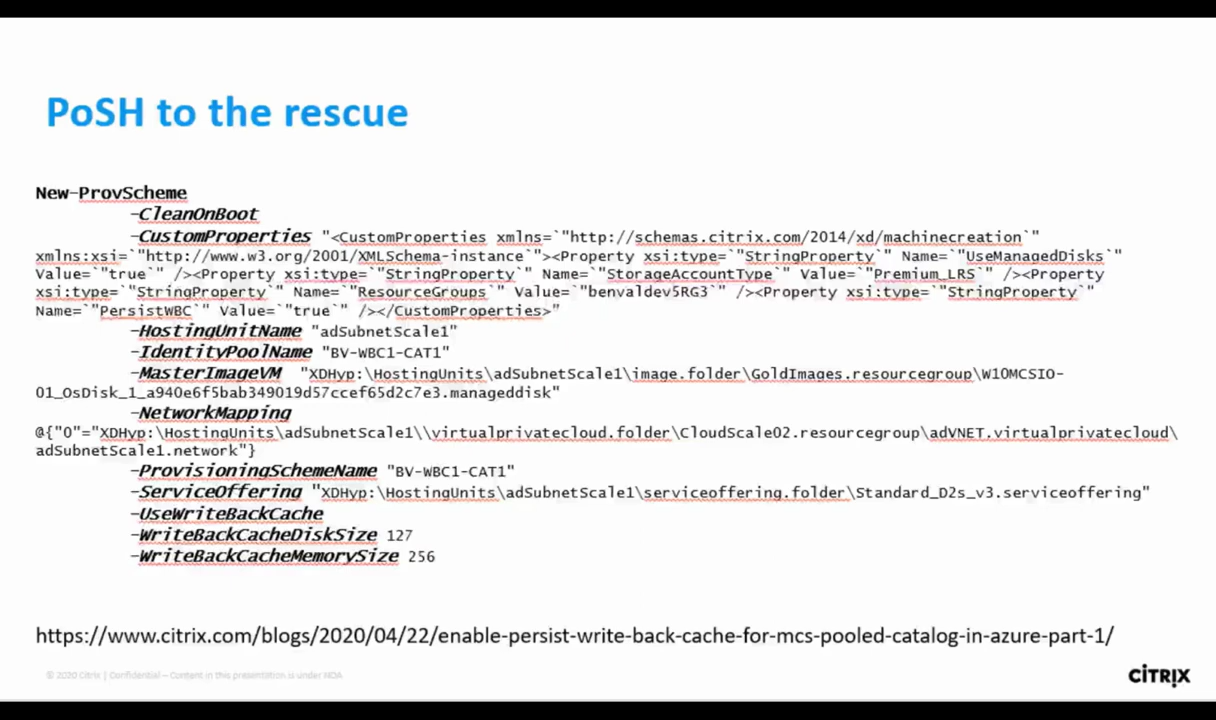 PoSH to the rescue
New-ProvScheme
-CleanOnBoot
-CustomProperties "<CustomProperties xmlns=`"http://schemas.citrix.com/2014/xd/machinecreation`"
xmlns:xsi=`"http://www.w3.org/2001/XMLSchema-instance`"><Property xsi:type=`"StringProperty`" Name=`"UseManagedDisks`"
Value=`"true`" /><Property xsi:type=`"StringProperty`" Name=`"StorageAccountType`" Value=`"Premium_LRS`" /><Property
xsi:type=`"StringProperty`" Name=`"ResourceGroups`" Value=`"benvaldev5RG3`" /><Property xsi:type=`"StringProperty`"
Name=`"PersistWBC`" Value=`"true`" /></CustomProperties>"
-HostingUnitName "adSubnetScale1"
-IdentityPoolName "BV-WBC1-CAT1"
-MasterImageVM "XDHyp:\HostingUnits\adSubnetScale1\image.folder\GoldImages.resourcegroup\W10MCSIO-
01_OsDisk_1_a940e6f5bab349019d57ccef65d2c7e3.manageddisk"
-NetworkMapping
@{"0"="XDHyp:\HostingUnits\adSubnetScale1\\virtualprivatecloud.folder\CloudScale02.resourcegroup\adVNET.virtualprivatecloud\
adSubnetScale1.network"}
-ProvisioningSchemeName "BV-WBC1-CAT1"
-ServiceOffering "XDHyp:\HostingUnits\adSubnetScale1\serviceoffering.folder\Standard_D2s_v3.serviceoffering"
-UseWriteBackCache
-WriteBackCacheDiskSize 127
-WriteBackCacheMemorySize 256
https://www.citrix.com/blogs/2020/04/22/enable-persist-write-back-cache-for-mcs-pooled-catalog-in-azure-part-1/
© 2020 Citrix | Confidential – Content in this presentation is under NDA
CiTRIX